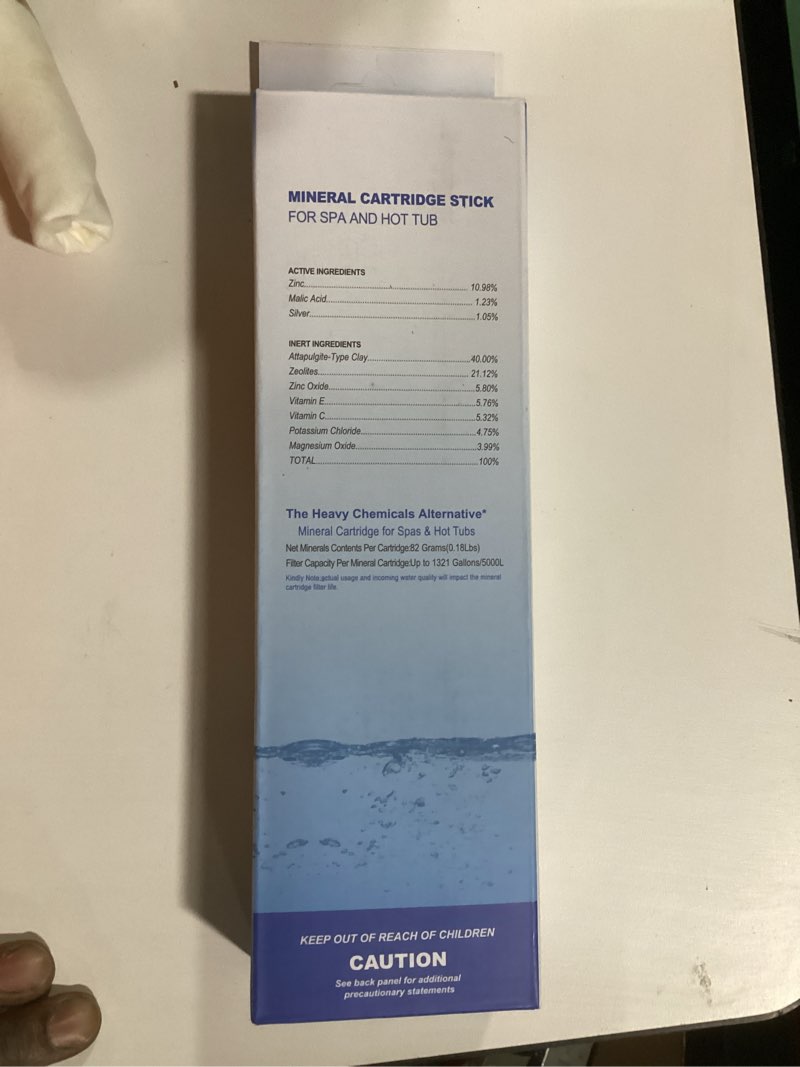 MINERAL CARTRIDGE STICK
FOR SPA AND HOT TUB
ACTIVE INGREDIENTS
Zinc........................................................ 10.98%
Malic Acid................................................. 1.23%
Silver........................................................1.05%
INERT INGREDIENTS
Attapulgite-Type Clay...................................40.00%
Zeolites.................................................... 21.12%
Zinc Oxide..................................................5.80%
Vitamin E....................................................5.76%
Vitamin C....................................................5.32%
Potassium Chloride.......................................4.75%
Magnesium Oxide.........................................3.99%
TOTAL.......................................................100%
The Heavy Chemicals Alternative*
Mineral Cartridge for Spas & Hot Tubs
Net Minerals Contents Per Cartridge:82 Grams(0.18Lbs)
Filter Capacity Per Mineral Cartridge:Up to 1321 Gallons/5000L
Kindly Note:actual usage and incoming water quality will impact the mineral
cartridge filter life.
KEEP OUT OF REACH OF CHILDREN
CAUTION
See back panel for additional
precautionary statements